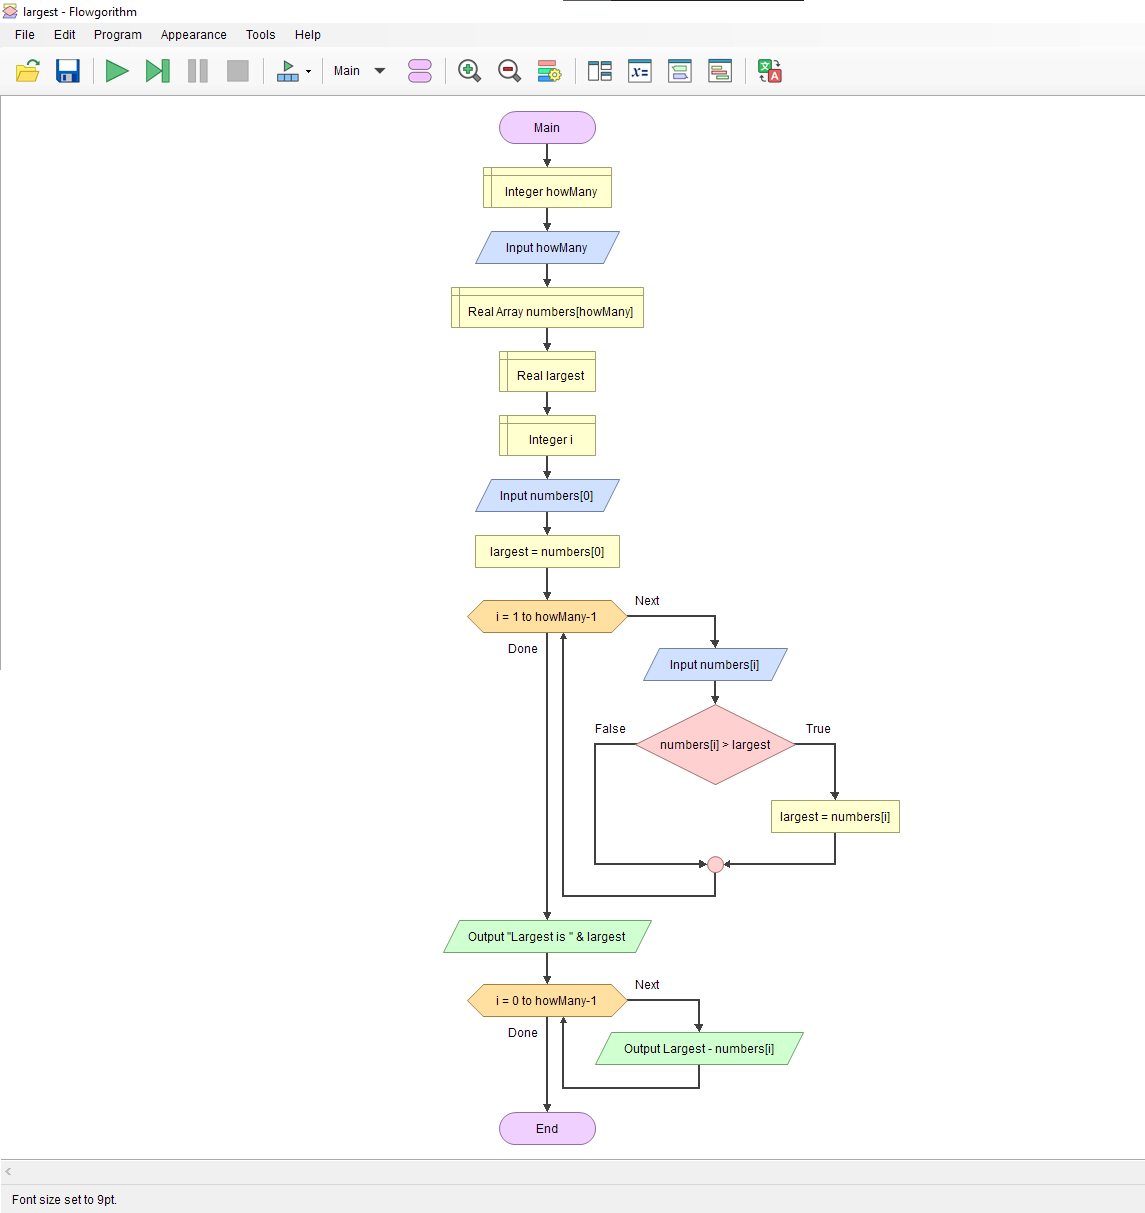 largest - Flowgorithm
File Edit Program Appearance Tools Help
Main
x=
A
Main
Integer howMany
Input howMany
Real Array numbers[howMany]
Real largest
Integer i
Input numbers[0]
largest = numbers[0]
i = 1 to howMany-1
Next
Done
Input numbers[i]
False
True
numbers[i] > largest
largest = numbers[i]
Output "Largest is " & largest
i = 0 to howMany-1
Next
Done
Output Largest - numbers[i]
End
Font size set to 9pt.